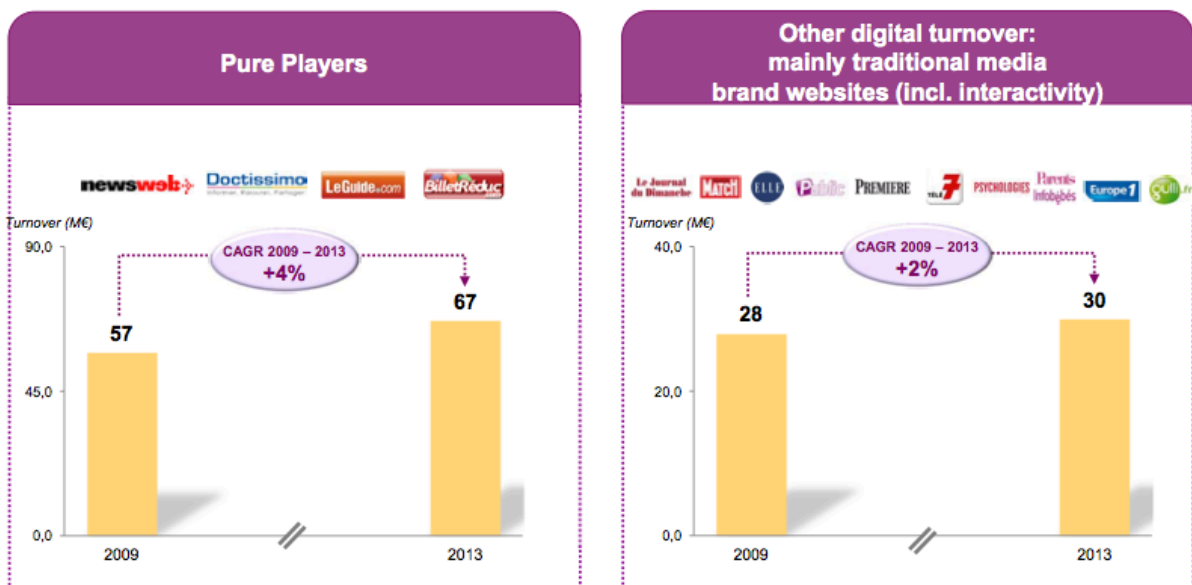 Pure Players
newsweb
Doctissimo
LeGuide.com
BilletRéduc
Turnover (M€)
90,0
CAGR 2009 – 2013
+4%
57
67
45,0
0,0
2009
2013
Other digital turnover:
mainly traditional media
brand websites (incl. interactivity)
Le Journal
du Dimanche
MATCH
ELLE
Public
PREMIERE
TELE
7
PSYCHOLOGIES
Parents
Infobébés
Europe1
gulli.fr
Turnover (M€)
40,0
CAGR 2009 – 2013
+2%
28
30
20,0
0,0
2009
2013